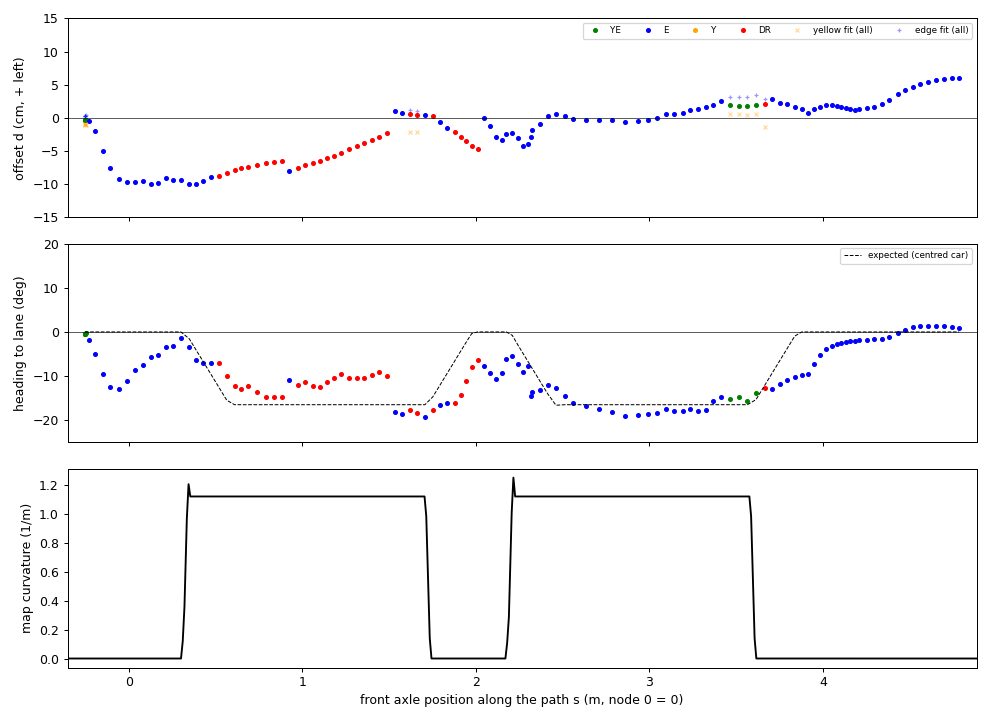 15
10
5
0
−5
−10
−15
offset d (cm, + left)
YE E Y DR yellow fit (all) edge fit (all)
20
10
0
−10
−20
heading to lane (deg)
expected (centred car)
1.2
1.0
0.8
0.6
0.4
0.2
0.0
map curvature (1/m)
0 1 2 3 4
front axle position along the path s (m, node 0 = 0)